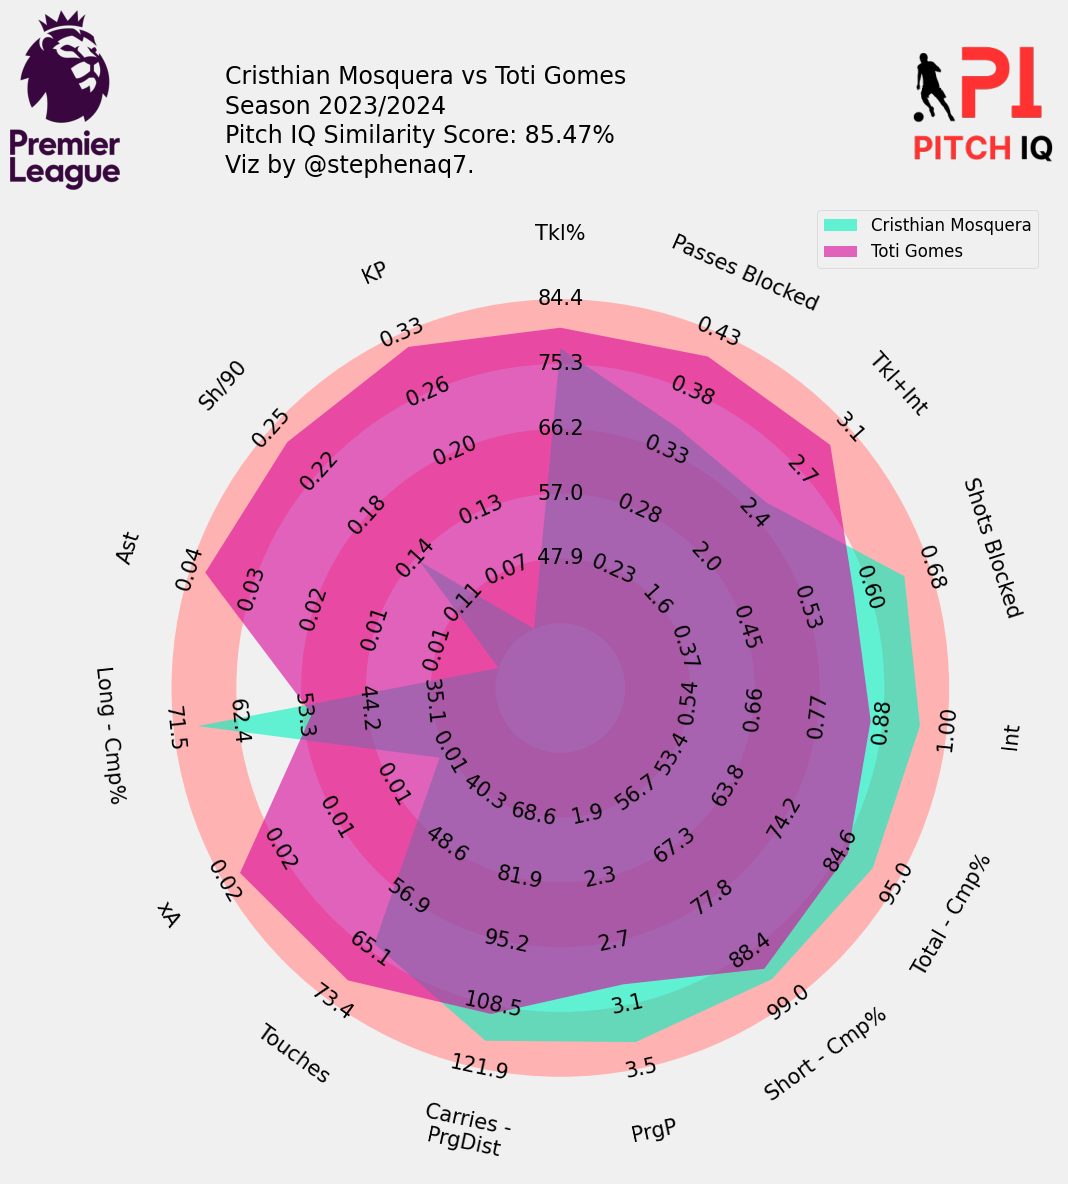 Cristhian Mosquera vs Toti Gomes
Season 2023/2024
Pitch IQ Similarity Score: 85.47%
Viz by @stephenaq7.
Premier
League
PI
PITCH IQ
Cristhian Mosquera
Toti Gomes
Tkl%
84.4
75.3
66.2
57.0
47.9
Passes Blocked
0.43
0.38
0.33
0.28
0.23
Tkl+Int
3.1
2.7
2.4
2.0
1.6
Shots Blocked
0.68
0.60
0.53
0.45
0.37
Int
1.00
0.88
0.77
0.66
0.54
Total - Cmp%
95.0
84.6
74.2
63.8
53.4
Short - Cmp%
99.0
88.4
77.8
67.3
56.7
PrgP
3.5
3.1
2.7
2.3
1.9
Carries -
PrgDist
121.9
108.5
95.2
81.9
68.6
Touches
73.4
65.1
56.9
48.6
40.3
xA
0.02
0.02
0.01
0.01
0.01
Long - Cmp%
71.5
62.4
53.3
44.2
35.1
Ast
0.04
0.03
0.02
0.01
0.01
Sh/90
0.25
0.22
0.18
0.14
0.11
KP
0.33
0.26
0.20
0.13
0.07